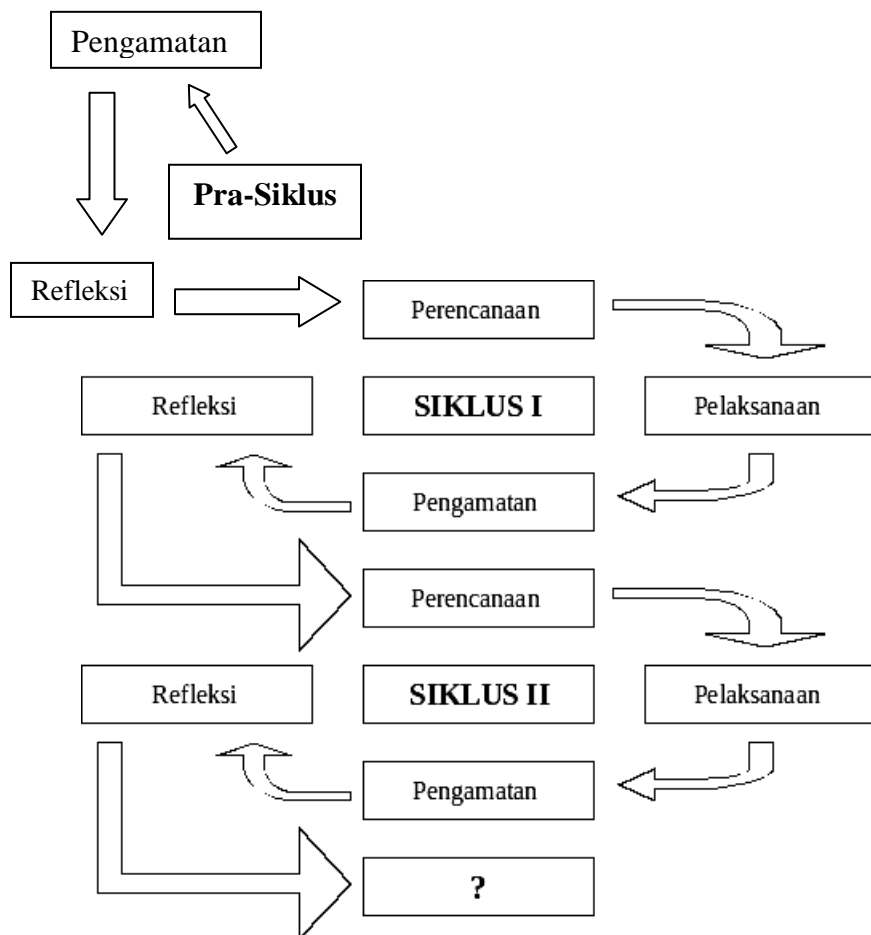 Pengamatan
Pra-Siklus
Refleksi
Perencanaan
Refleksi
SIKLUS I
Pelaksanaan
Pengamatan
Perencanaan
Refleksi
SIKLUS II
Pelaksanaan
Pengamatan
?